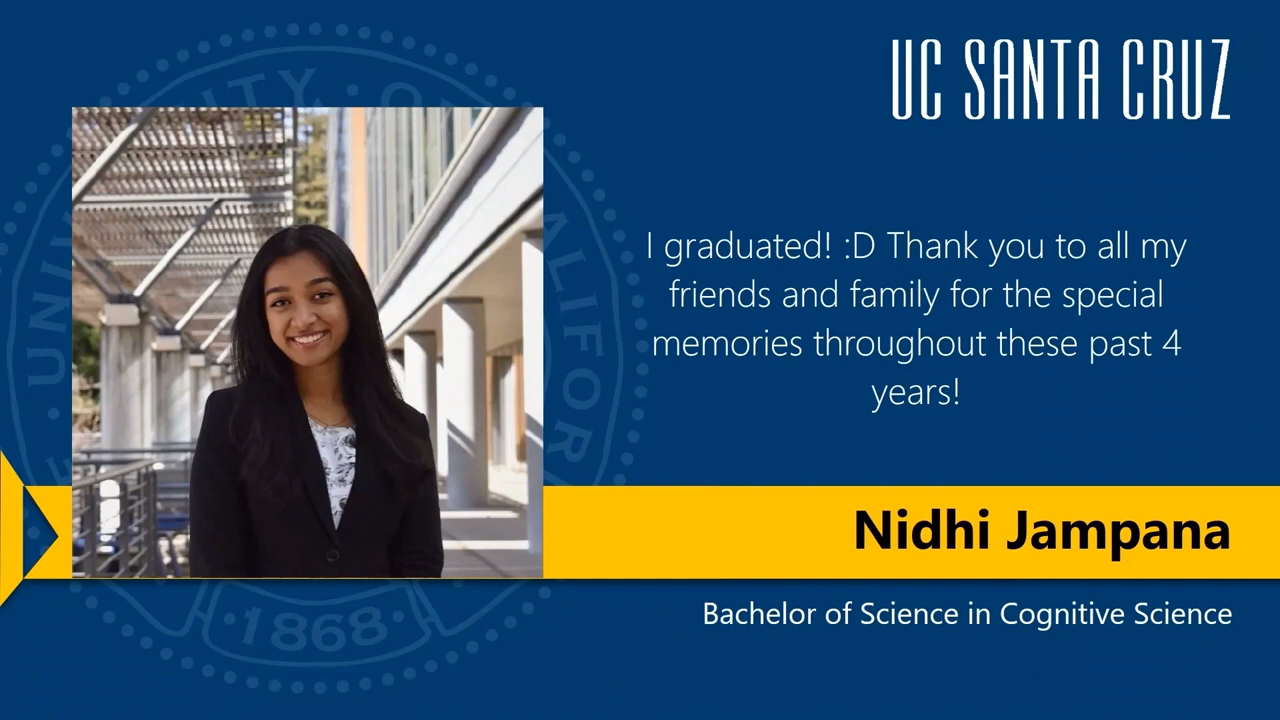 UC SANTA CRUZ
I graduated! :D Thank you to all my
friends and family for the special
memories throughout these past 4
years!
Nidhi Jampana
Bachelor of Science in Cognitive Science
1868